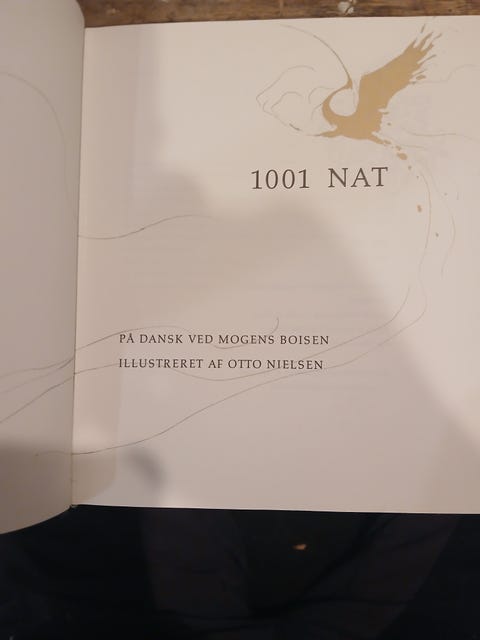 1001 NAT
PÅ DANSK VED MOGENS BOISEN
ILLUSTRERET AF OTTO NIELSEN